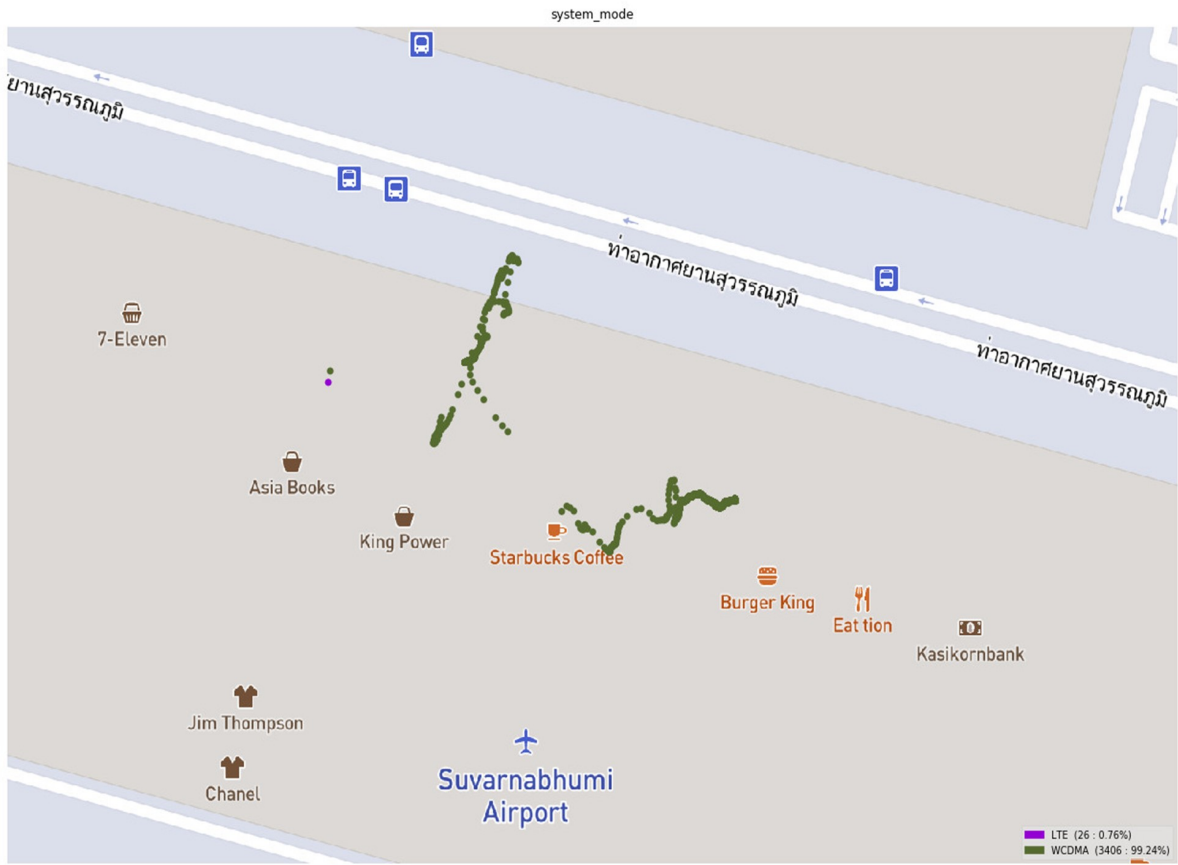 system_mode
ยานสุวรรณภูมิ
ท่าอากาศยานสุวรรณภูมิ
ท่าอากาศยานสุวรรณภูมิ
7-Eleven
Asia Books
King Power
Starbucks Coffee
Burger King
Eat tion
Kasikornbank
Jim Thompson
Chanel
Suvarnabhumi
Airport
LTE (26 : 0.76%)
WCDMA (3406 : 99.24%)